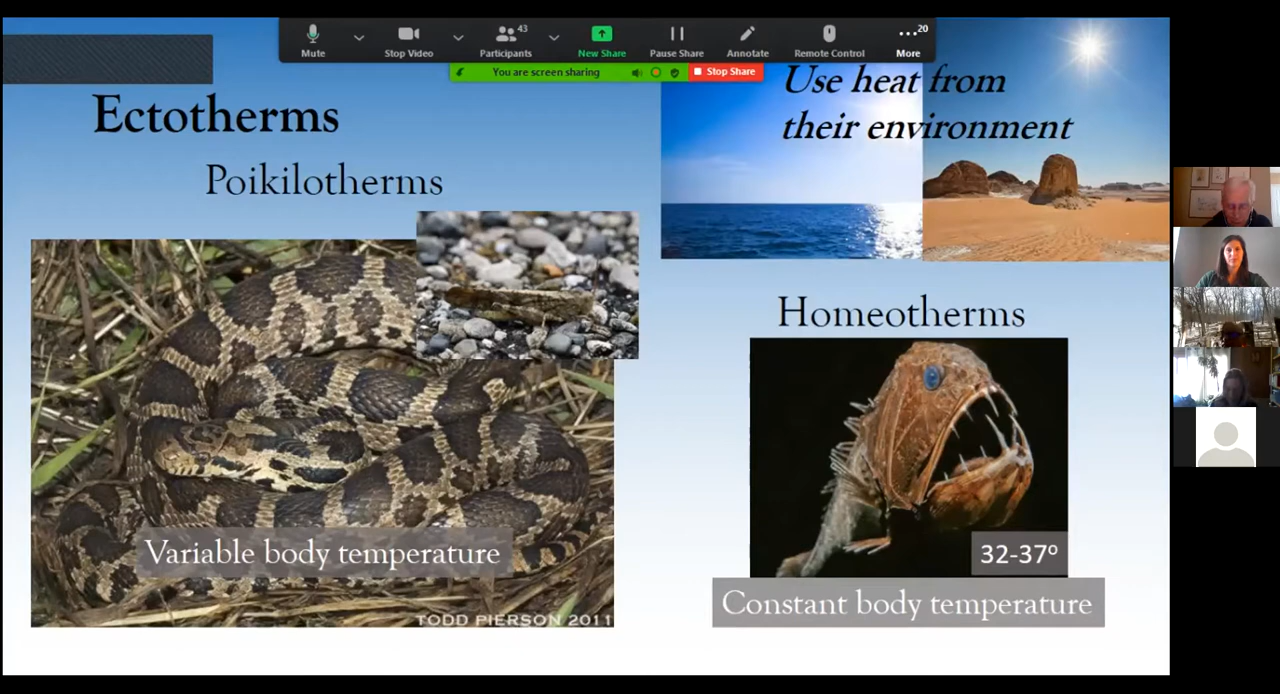 43
20
Mute
Stop Video
Participants
New Share
Pause Share
Annotate
Remote Control
More
You are screen sharing
Stop Share
Ectotherms
Poikilotherms
Use heat from
their environment
Homeotherms
Variable body temperature
TODD PIERSON 2011
32-37º
Constant body temperature